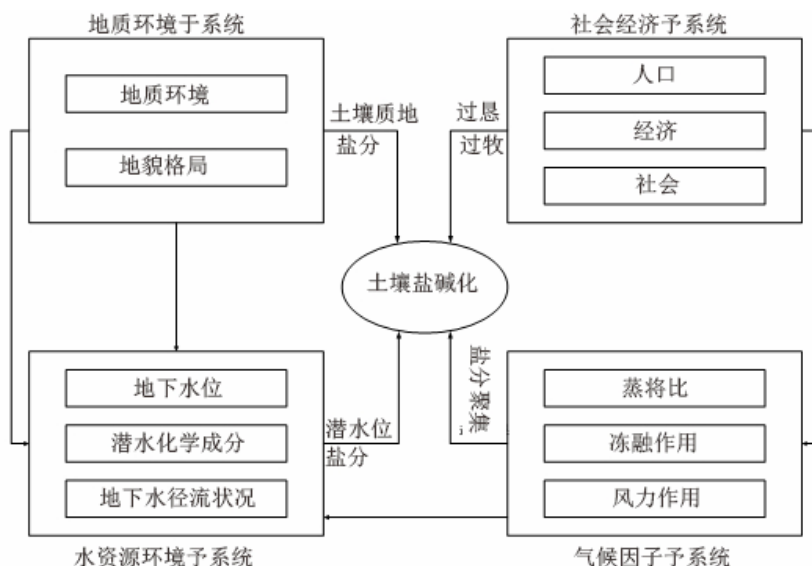 地质环境于系统
地质环境
地貌格局
土壤质地
盐分
社会经济予系统
人口
经济
社会
过恳
过牧
土壤盐碱化
地下水位
潜水化学成分
地下水径流状况
水资源环境予系统
潜水位
盐分
盐分聚集
蒸将比
冻融作用
风力作用
气候因子予系统